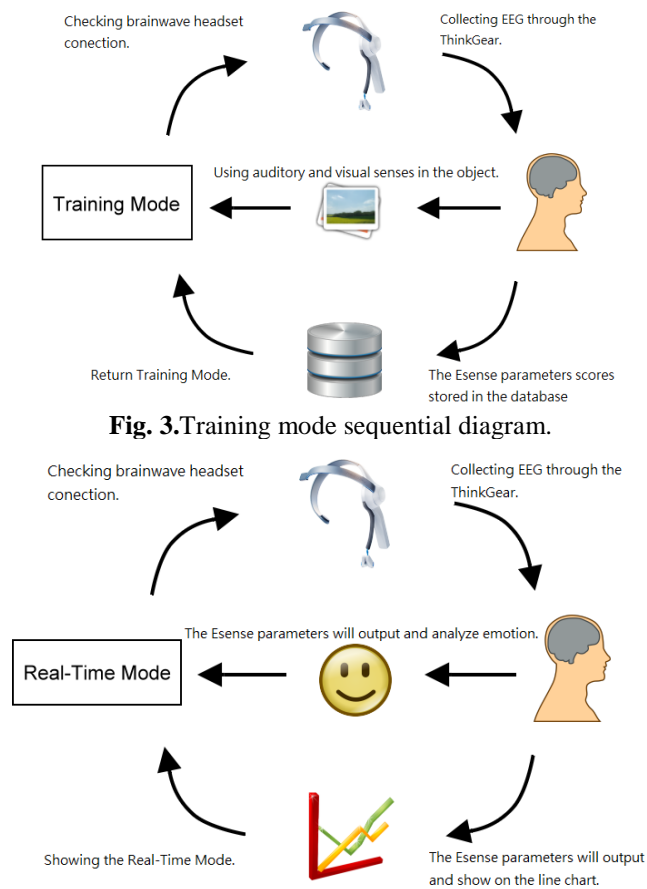 Checking brainwave headset
conection.
Collecting EEG through the
ThinkGear.
Using auditory and visual senses in the object.
Training Mode
Return Training Mode.
The Esense parameters scores
stored in the database
Fig. 3.Training mode sequential diagram.
Checking brainwave headset
conection.
Collecting EEG through the
ThinkGear.
The Esense parameters will output and analyze emotion.
Real-Time Mode
Showing the Real-Time Mode.
The Esense parameters will output
and show on the line chart.